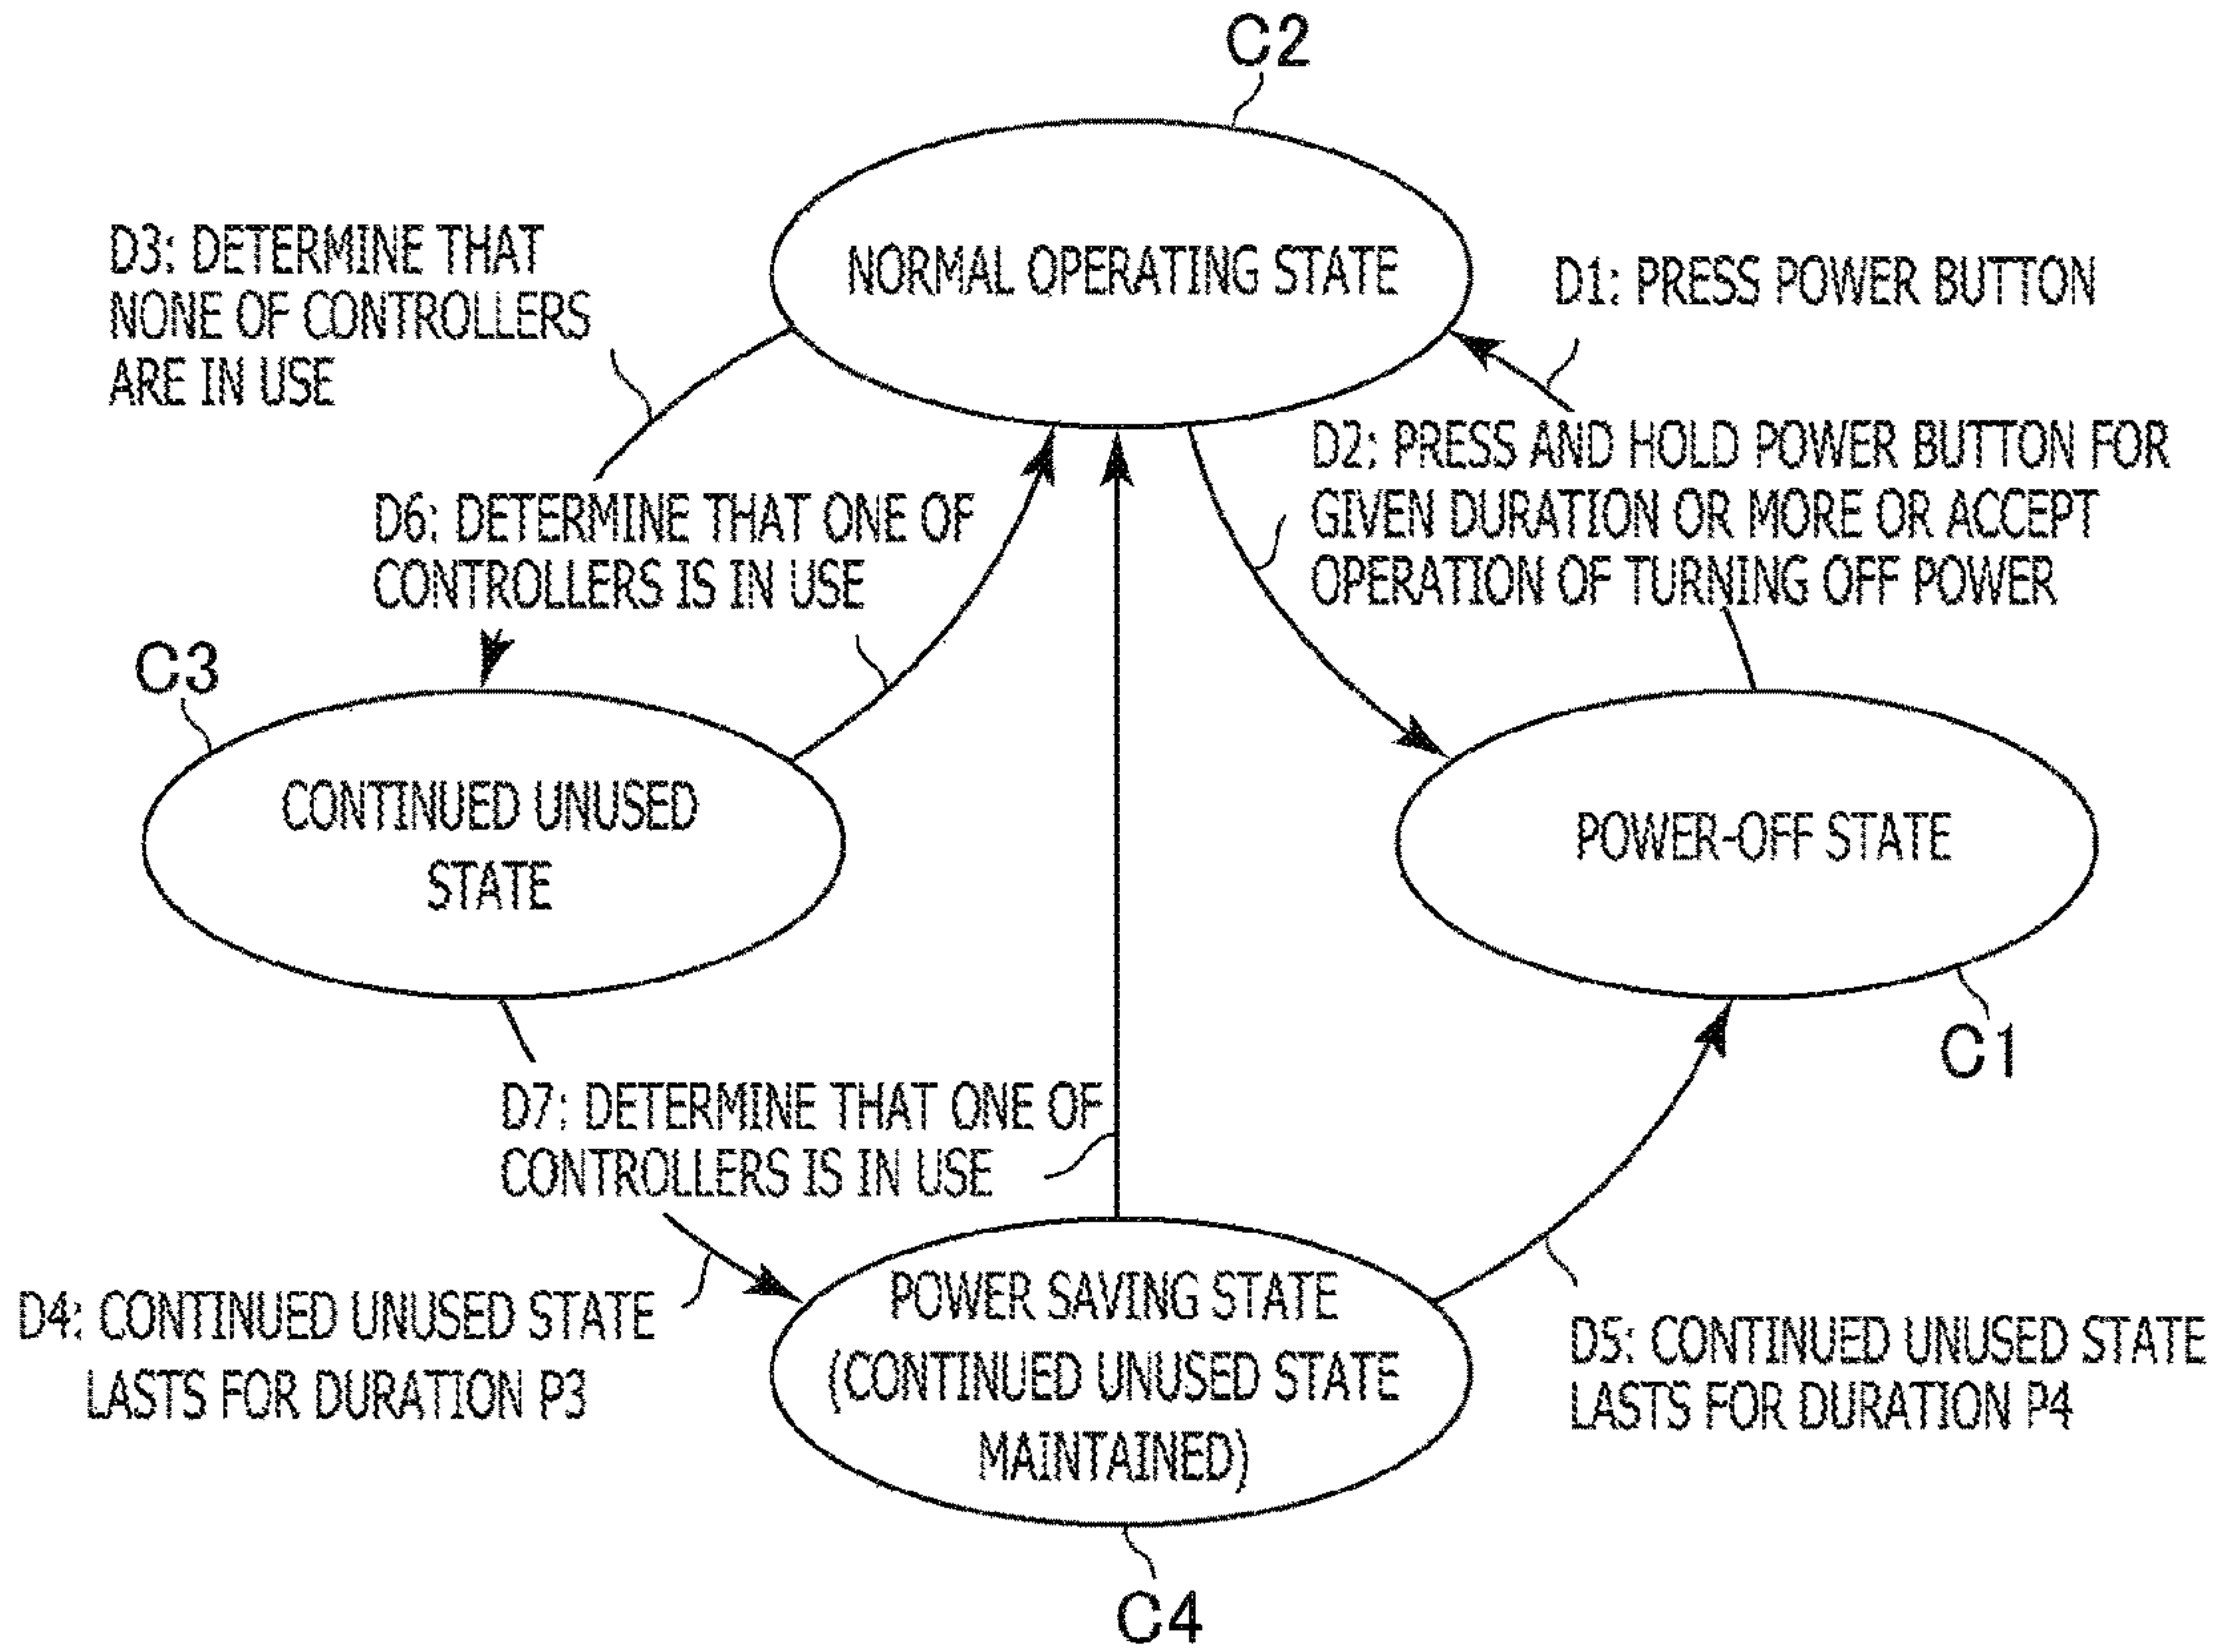 C2
D3: DETERMINE THAT
NONE OF CONTROLLERS
ARE IN USE
NORMAL OPERATING STATE
D1: PRESS POWER BUTTON
D2: PRESS AND HOLD POWER BUTTON FOR
GIVEN DURATION OR MORE OR ACCEPT
OPERATION OF TURNING OFF POWER
D6: DETERMINE THAT ONE OF
CONTROLLERS IS IN USE
C3
CONTINUED UNUSED
STATE
POWER-OFF STATE
C1
D7: DETERMINE THAT ONE OF
CONTROLLERS IS IN USE
D4: CONTINUED UNUSED STATE
LASTS FOR DURATION P3
POWER SAVING STATE
(CONTINUED UNUSED STATE
MAINTAINED)
D5: CONTINUED UNUSED STATE
LASTS FOR DURATION P4
C4